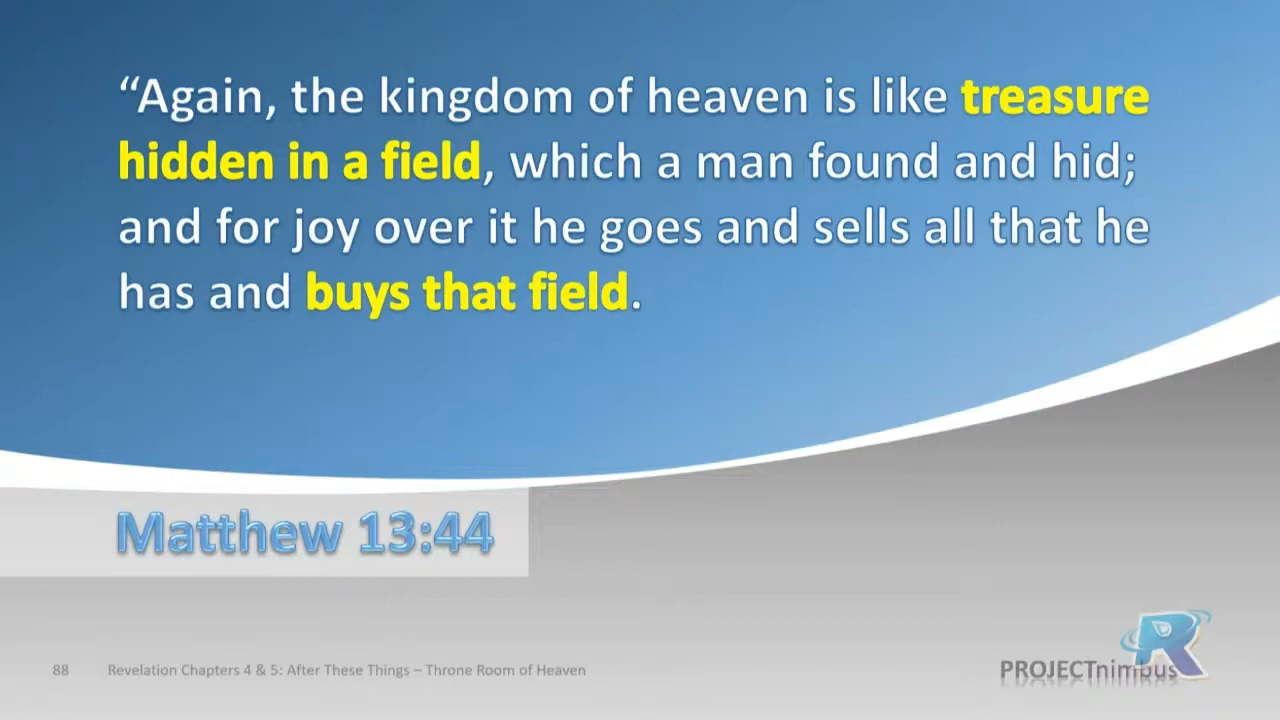 “Again, the kingdom of heaven is like treasure
hidden in a field, which a man found and hid;
and for joy over it he goes and sells all that he
has and buys that field.
Matthew 13:44
88 Revelation Chapters 4 & 5: After These Things – Throne Room of Heaven
PROJECTnimbus
R